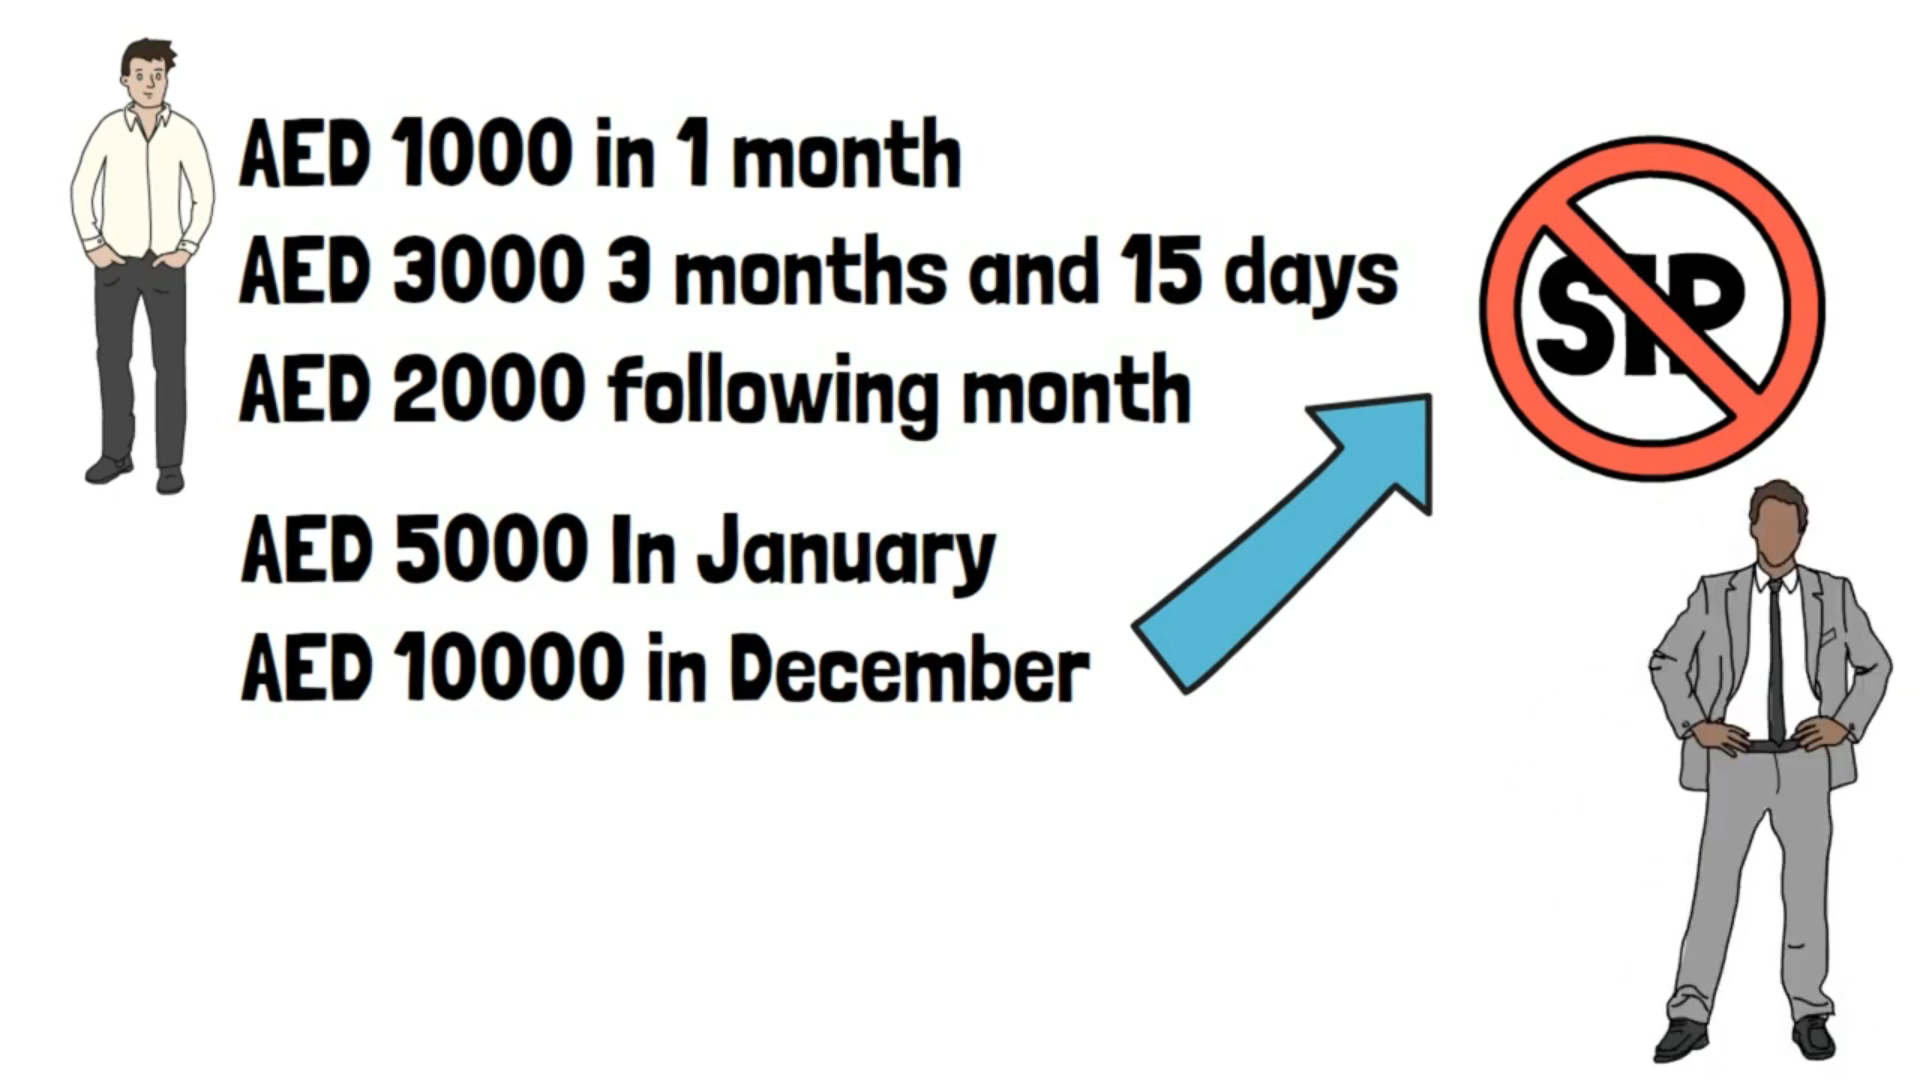 AED 1000 in 1 month
AED 3000 3 months and 15 days
AED 2000 following month
SIP
AED 5000 In January
AED 10000 in December